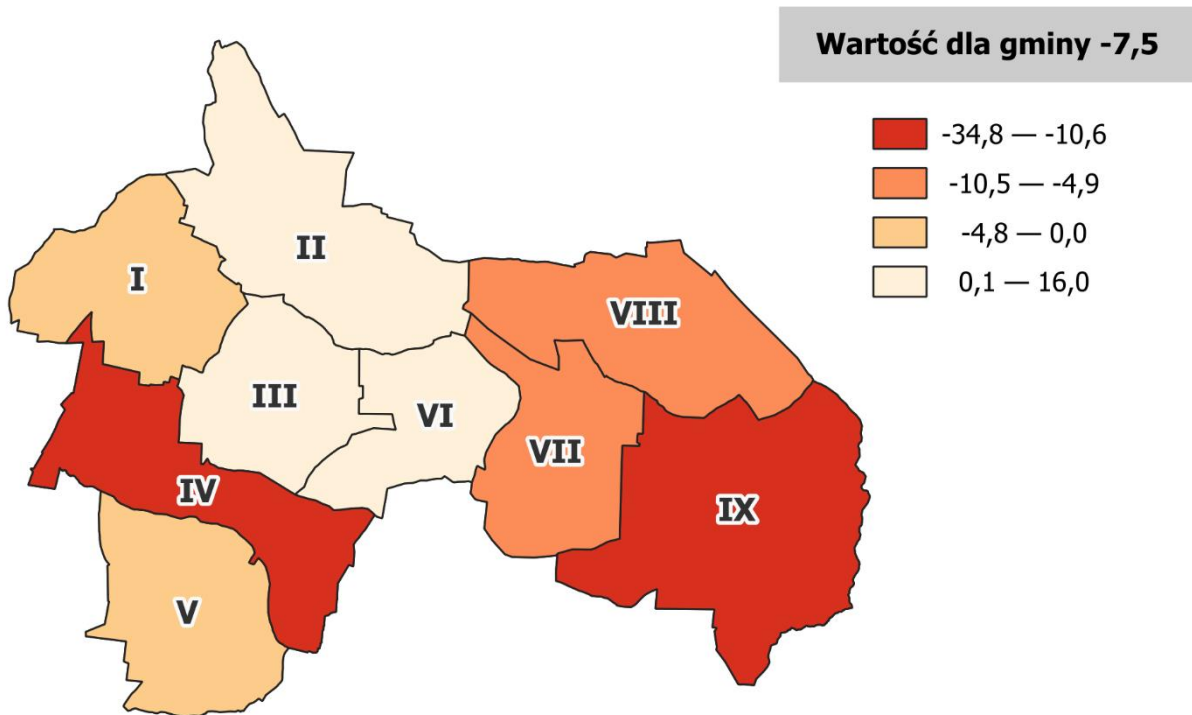 Wartość dla gminy -7,5
-34,8 — -10,6
-10,5 — -4,9
-4,8 — 0,0
0,1 — 16,0
II
I
VIII
III
VI
VII
IV
IX
V